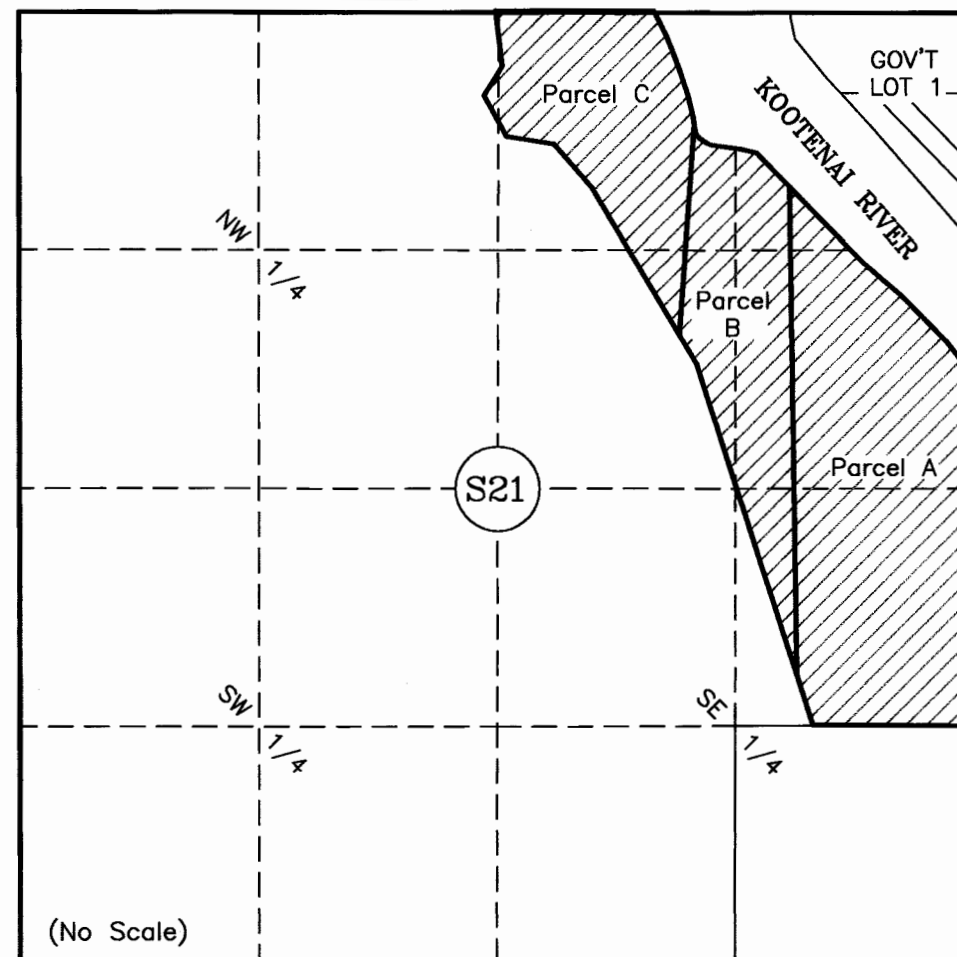 GOV'T
LOT 1
Parcel C
KOOTENAI RIVER
NW
1/4
Parcel
B
Parcel A
S21
SW
1/4
SE
1/4
(No Scale)